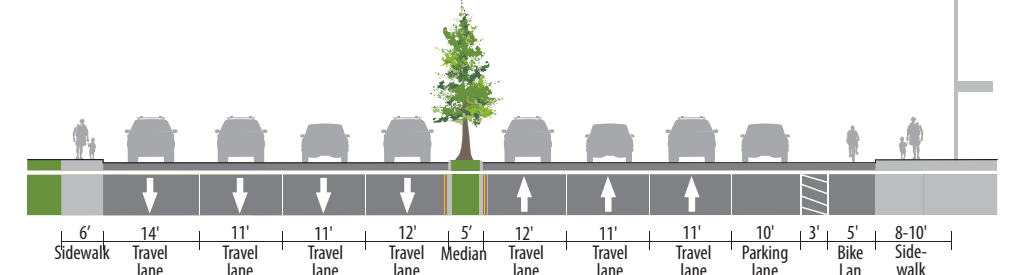 6’ 14' 11' 11' 12' 5’ 12' 11' 11' 10' 3' 5' 8-10'
Sidewalk Travel Travel Travel Travel Median Travel Travel Travel Parking Bike Side-
lane lane lane lane lane lane lane lane Lan walk